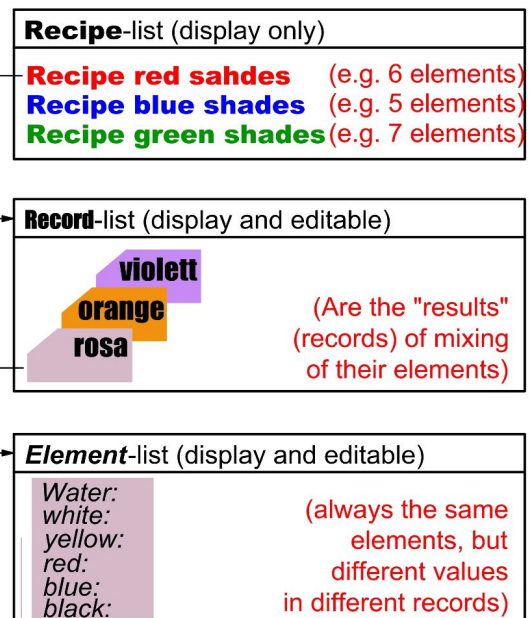 Recipe-list (display only)
Recipe red sahdes (e.g. 6 elements)
Recipe blue shades (e.g. 5 elements)
Recipe green shades (e.g. 7 elements)
Record-list (display and editable)
violett
orange
rosa
(Are the "results"
(records) of mixing
of their elements)
Element-list (display and editable)
Water:
white:
yellow:
red:
blue:
black:
(always the same
elements, but
different values
in different records)